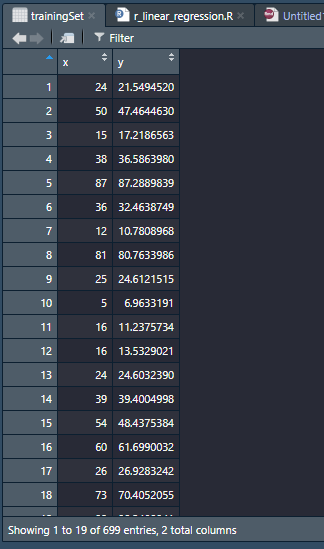 trainingSet r_linear_regression.R Untitled
Filter
x y
1 24 21.5494520
2 50 47.4644630
3 15 17.2186563
4 38 36.5863980
5 87 87.2889839
6 36 32.4638749
7 12 10.7808968
8 81 80.7633986
9 25 24.6121515
10 5 6.9633191
11 16 11.2375734
12 16 13.5329021
13 24 24.6032390
14 39 39.4004998
15 54 48.4375384
16 60 61.6990032
17 26 26.9283242
18 73 70.4052055
Showing 1 to 19 of 699 entries, 2 total columns